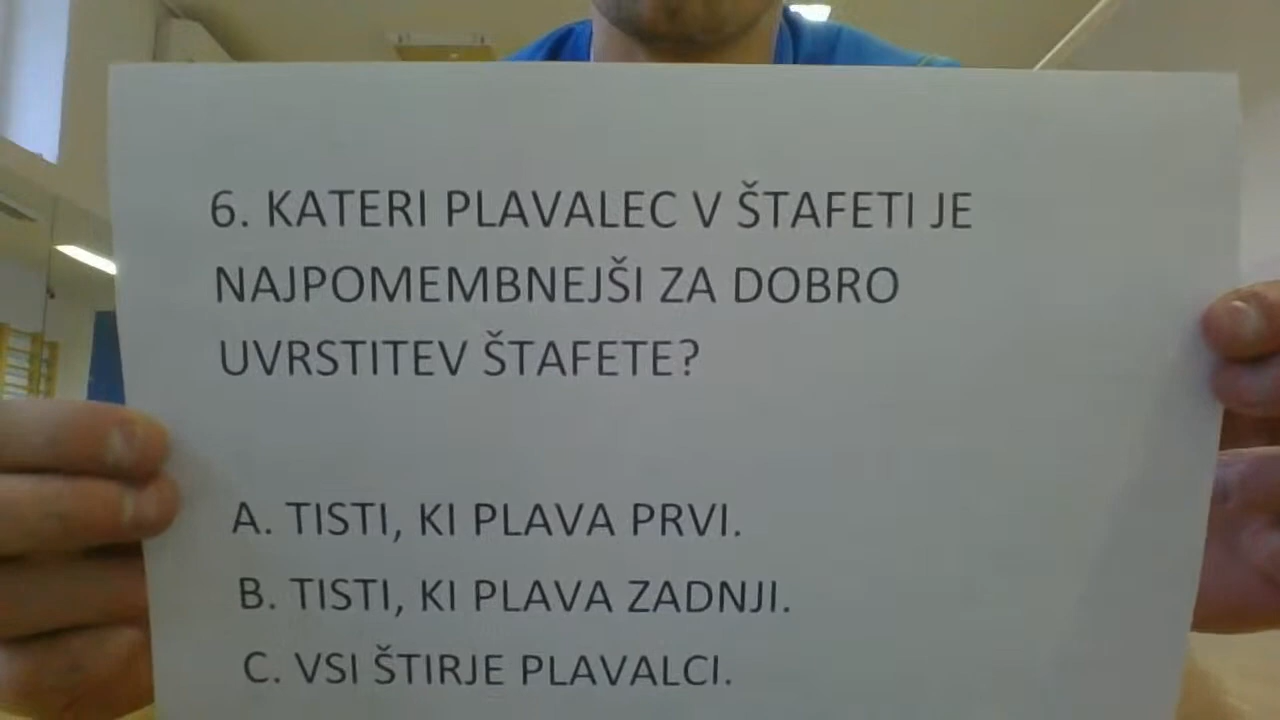 6. KATERI PLAVALEC V ŠTAFETI JE
NAJPOMEMBNEJŠI ZA DOBRO
UVRSTITEV ŠTAFETE?
A. TISTI, KI PLAVA PRVI.
B. TISTI, KI PLAVA ZADNJI.
C. VSI ŠTIRJE PLAVALCI.